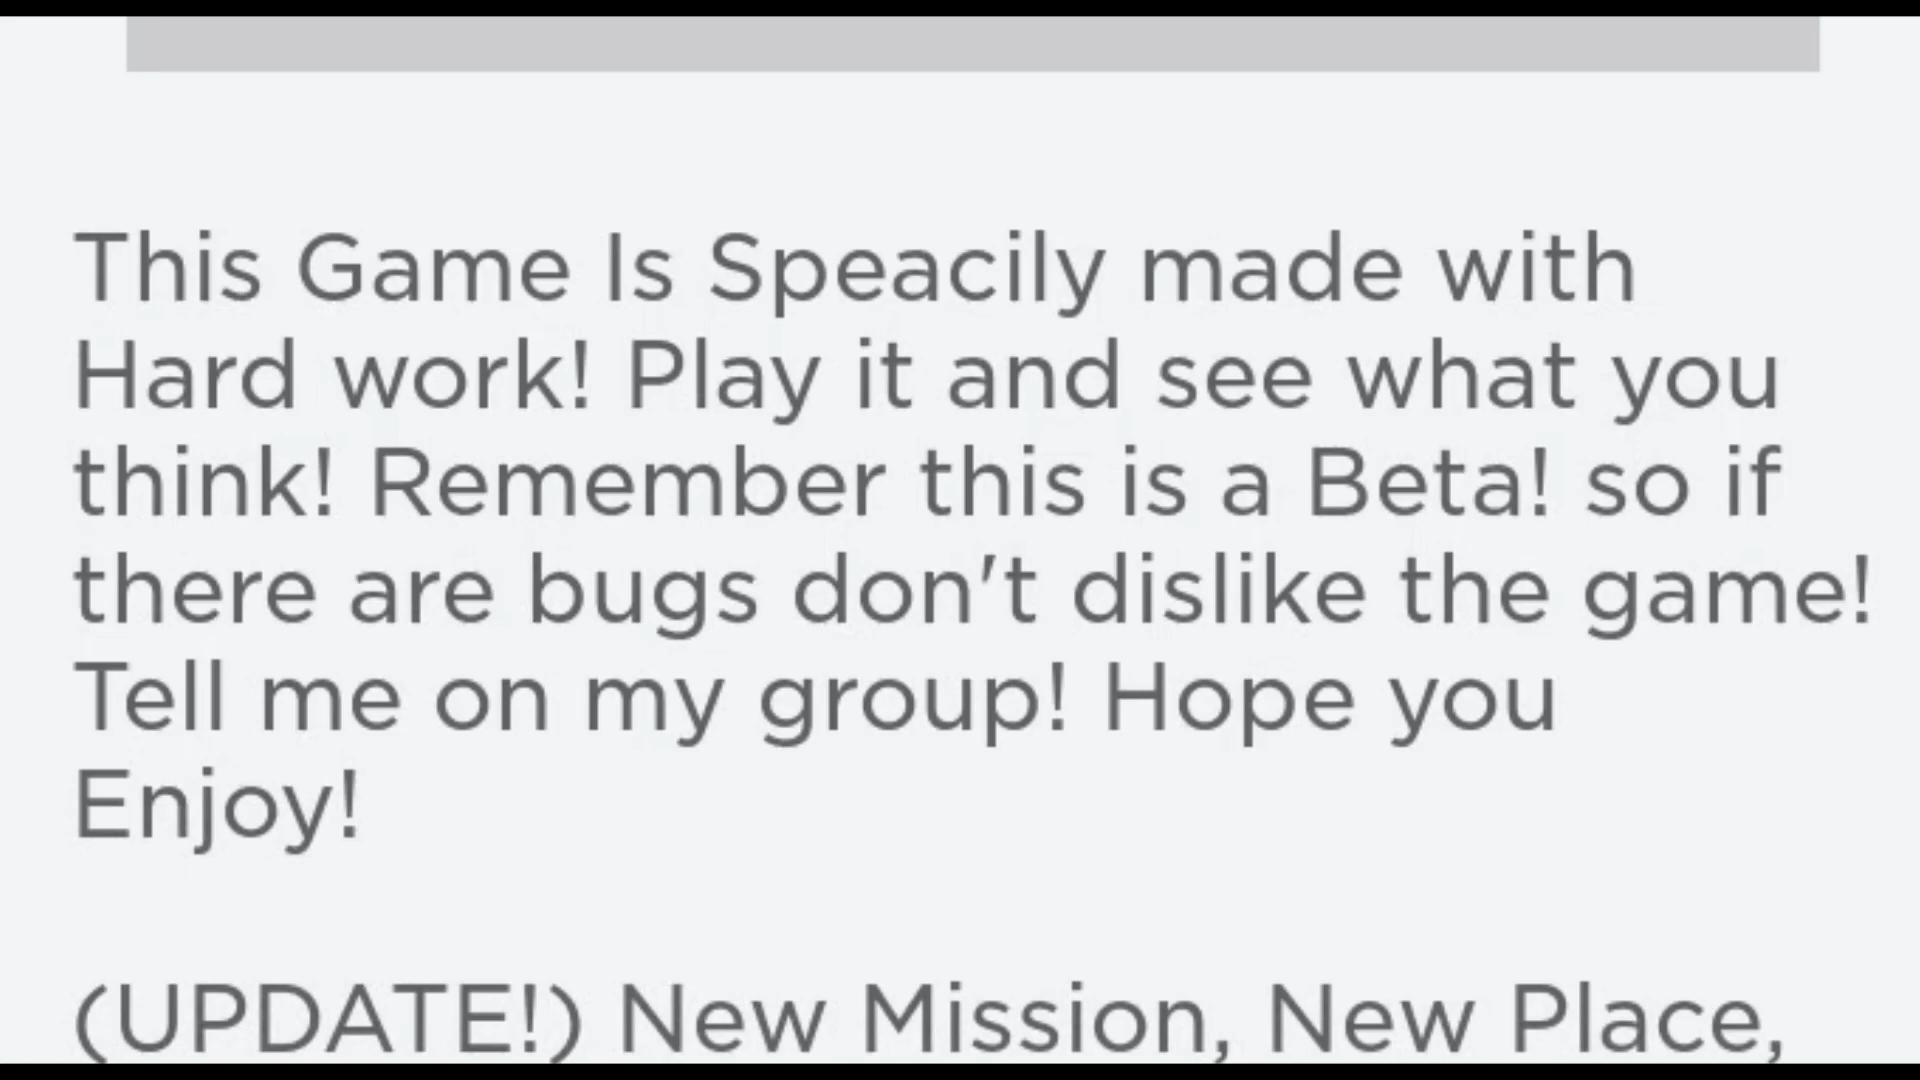 This Game Is Speacily made with
Hard work! Play it and see what you
think! Remember this is a Beta! so if
there are bugs don't dislike the game!
Tell me on my group! Hope you
Enjoy!
(UPDATE!) New Mission, New Place,